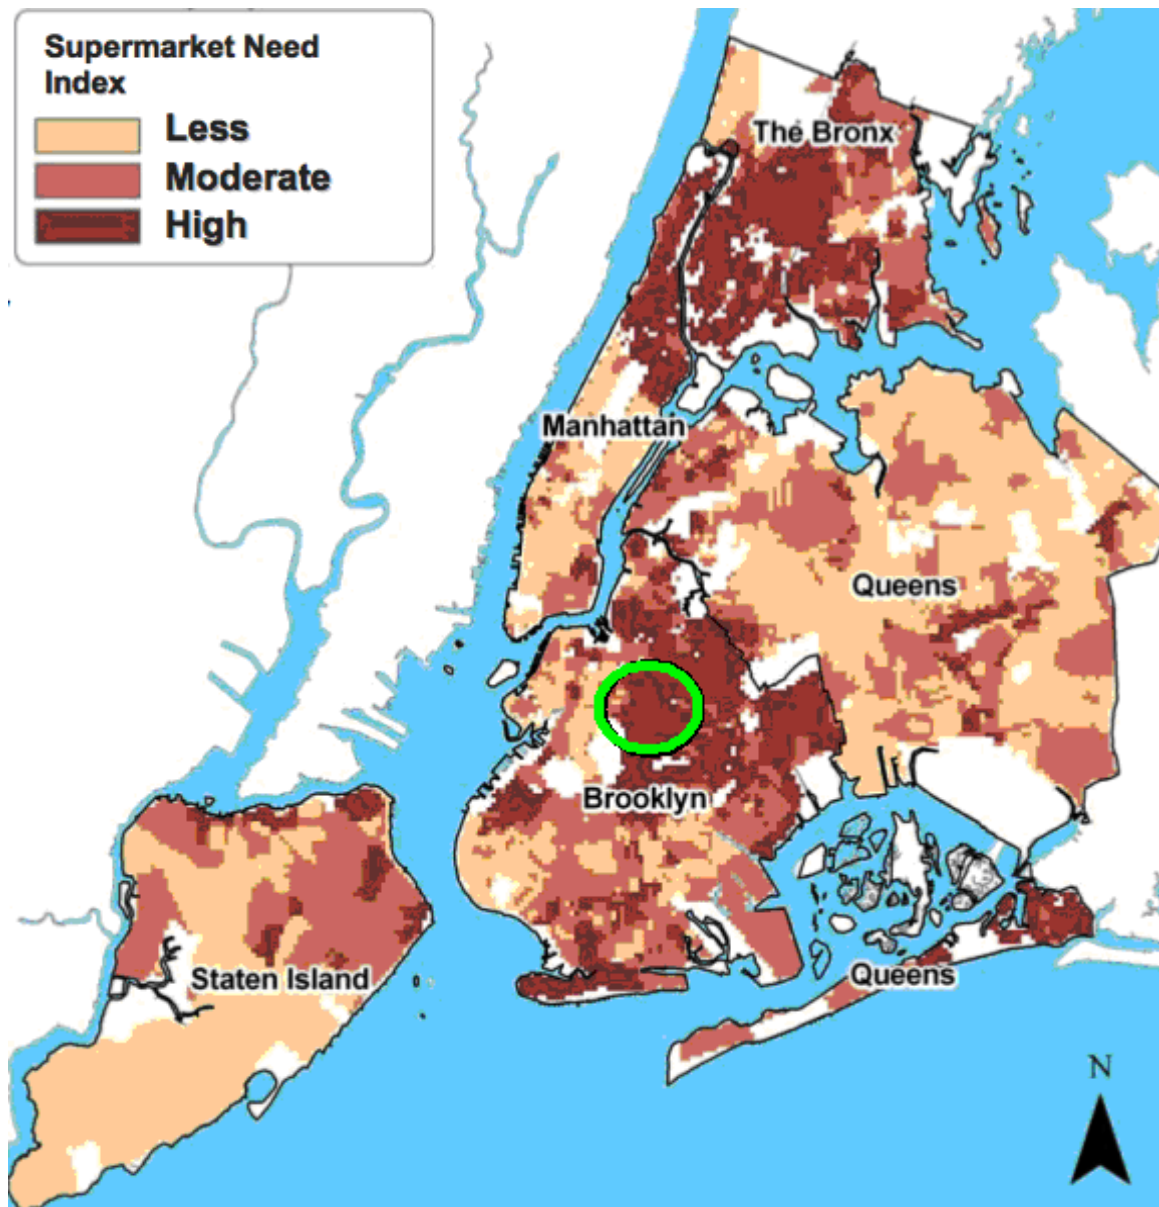 Supermarket Need
Index
Less
Moderate
High
The Bronx
Manhattan
Queens
Brooklyn
Staten Island
Queens
N